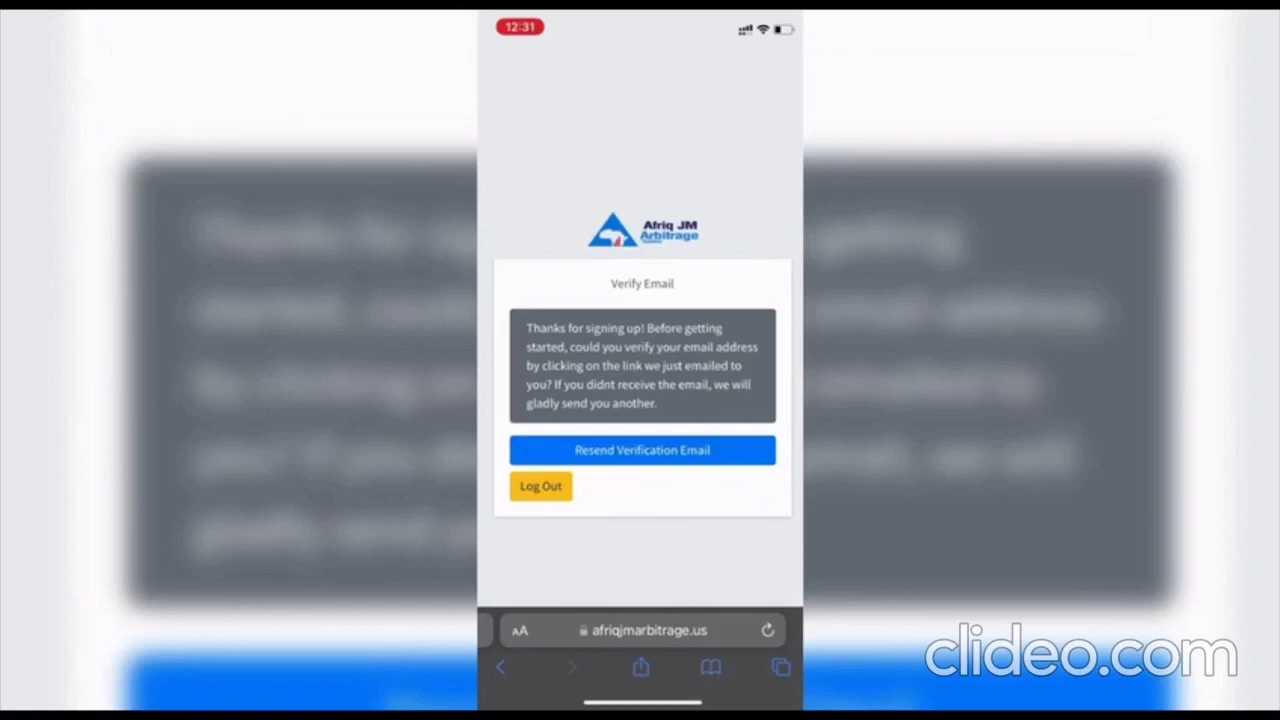 12:31
Afriq JM
Arbitrage
Verify Email
Thanks for signing up! Before getting
started, could you verify your email address
by clicking on the link we just emailed to
you? If you didnt receive the email, we will
gladly send you another.
Resend Verification Email
Log Out
AA afriqjmarbitrage.us
clideo.com